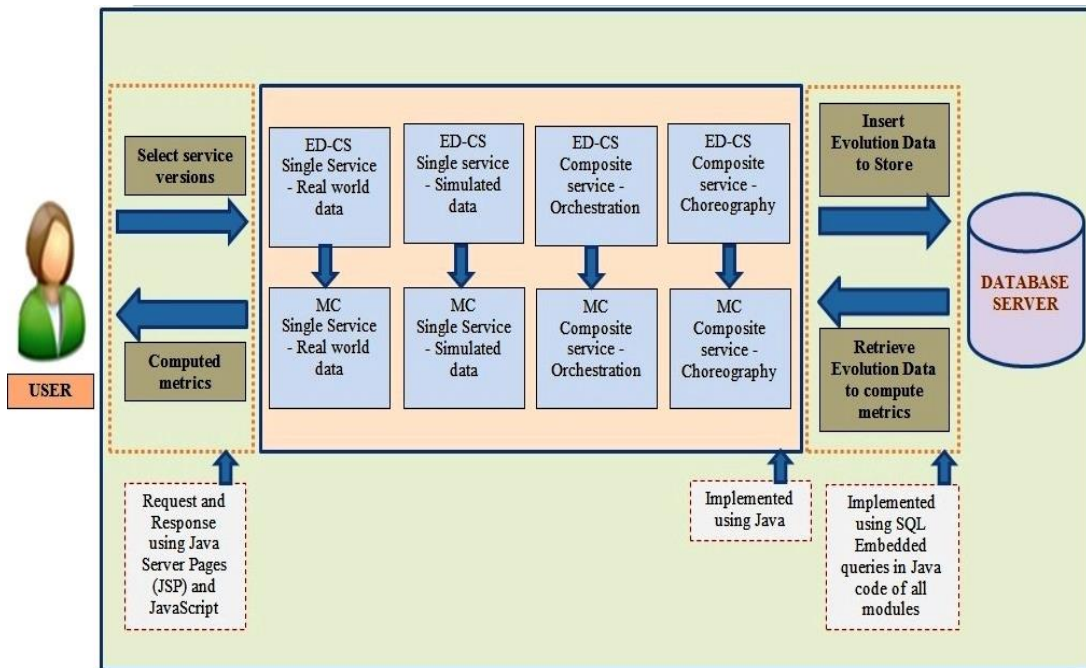 USER
Select service
versions
Computed
metrics
ED-CS
Single Service
- Real world
data
ED-CS
Single service
- Simulated
data
ED-CS
Composite
service -
Orchestration
ED-CS
Composite
service -
Choreography
MC
Single Service
- Real world
data
MC
Single Service
- Simulated
data
MC
Composite
service -
Orchestration
MC
Composite
service -
Choreography
Insert
Evolution Data
to Store
Retrieve
Evolution Data
to compute
metrics
DATABASE
SERVER
Request and
Response
using Java
Server Pages
(JSP) and
JavaScript
Implemented
using Java
Implemented
using SQL
Embedded
queries in Java
code of all
modules